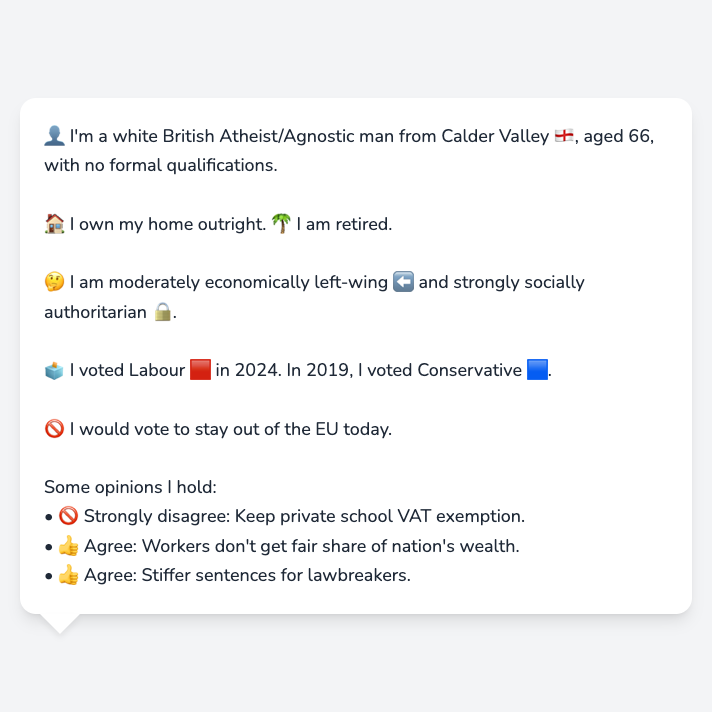 👤 I'm a white British Atheist/Agnostic man from Calder Valley 🏴󠁧󠁢󠁥󠁮󠁧󠁿, aged 66,
with no formal qualifications.
🏠 I own my home outright. 🌴 I am retired.
🤔 I am moderately economically left-wing ⬅️ and strongly socially
authoritarian 🔒.
🗳️ I voted Labour 🟥 in 2024. In 2019, I voted Conservative 🟦.
🚫 I would vote to stay out of the EU today.
Some opinions I hold:
• 🚫 Strongly disagree: Keep private school VAT exemption.
• 👍 Agree: Workers don't get fair share of nation's wealth.
• 👍 Agree: Stiffer sentences for lawbreakers.